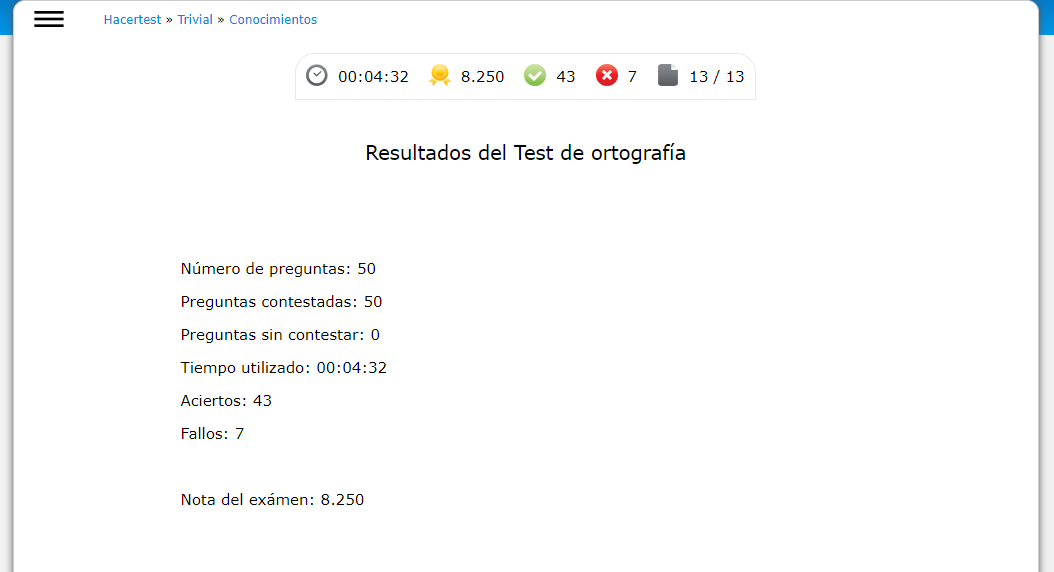 Hacertest » Trivial » Conocimientos
00:04:32 8.250 43 7 13 / 13
Resultados del Test de ortografía
Número de preguntas: 50
Preguntas contestadas: 50
Preguntas sin contestar: 0
Tiempo utilizado: 00:04:32
Aciertos: 43
Fallos: 7
Nota del exámen: 8.250